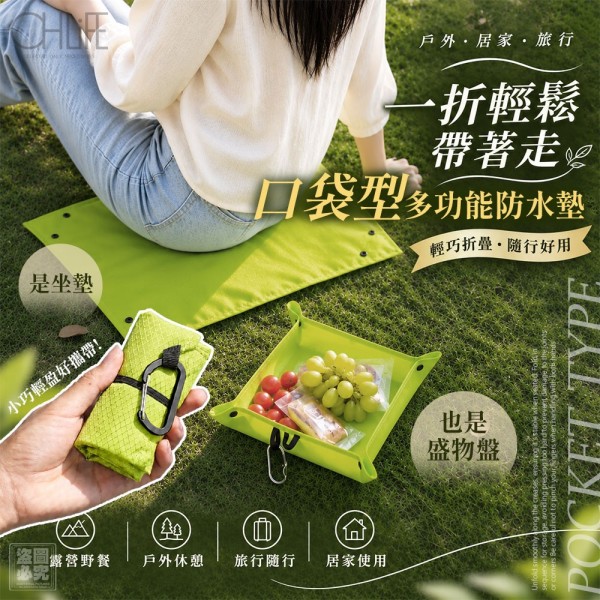 CHLiFE
戶外·居家·旅行
一折輕鬆
帶著走
口袋型多功能防水墊
輕巧折疊·隨行好用
是坐墊
小巧輕盈好攜帶!
也是
盛物盤
POCKET TYPE
露營野餐
戶外休憩
旅行隨行
居家使用
盜圖
必究